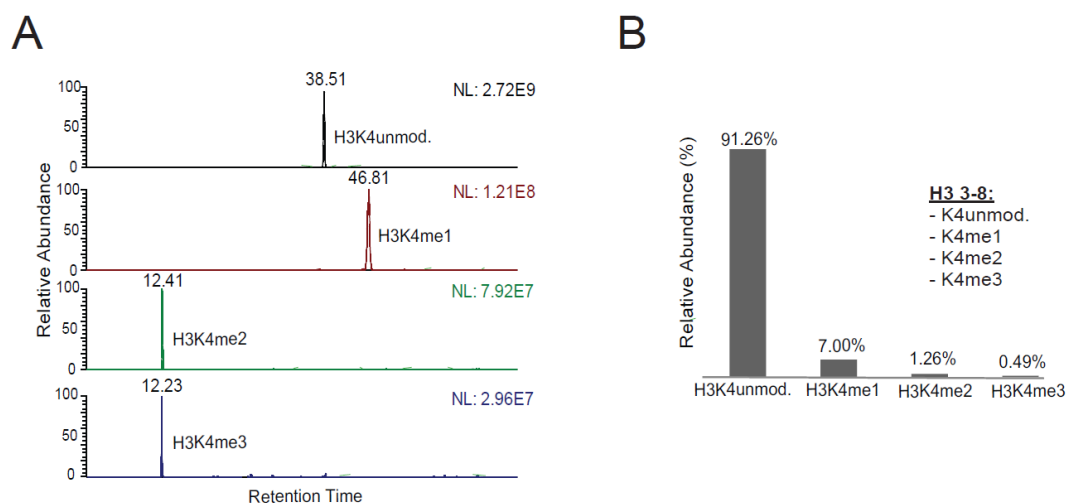 A
Relative Abundance
100
50
0
38.51
NL: 2.72E9
H3K4unmod.
100
50
0
46.81
NL: 1.21E8
H3K4me1
100
50
0
12.41
NL: 7.92E7
H3K4me2
100
50
0
12.23
NL: 2.96E7
H3K4me3
Retention Time
B
Relative Abundance (%)
91.26%
7.00%
1.26%
0.49%
H3K4unmod.
H3K4me1
H3K4me2
H3K4me3
H3 3-8:
- K4unmod.
- K4me1
- K4me2
- K4me3